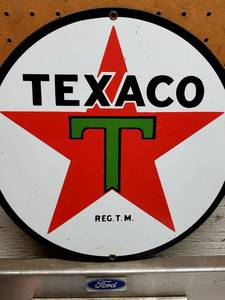 TEXACO
T
REG. T. M.
Ford